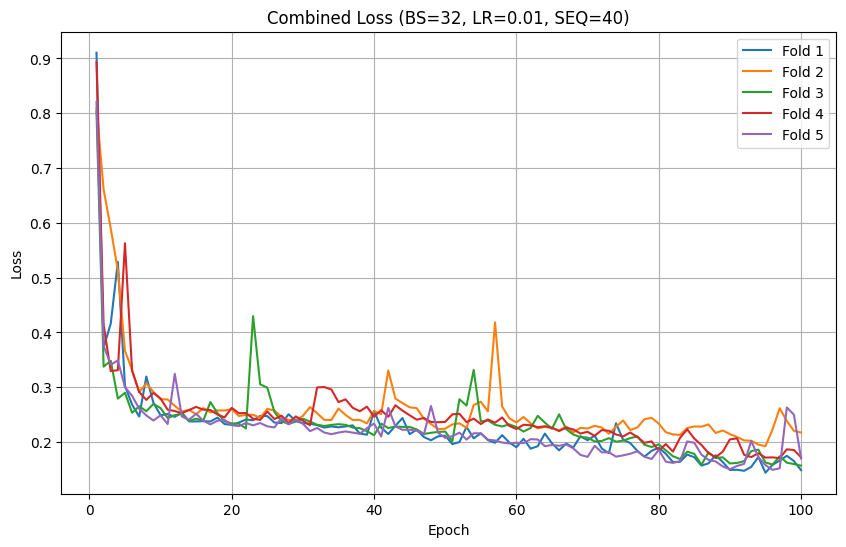 Combined Loss (BS=32, LR=0.01, SEQ=40)
Fold 1
Fold 2
Fold 3
Fold 4
Fold 5
Loss
0.9
0.8
0.7
0.6
0.5
0.4
0.3
0.2
0
20
40
60
80
100
Epoch